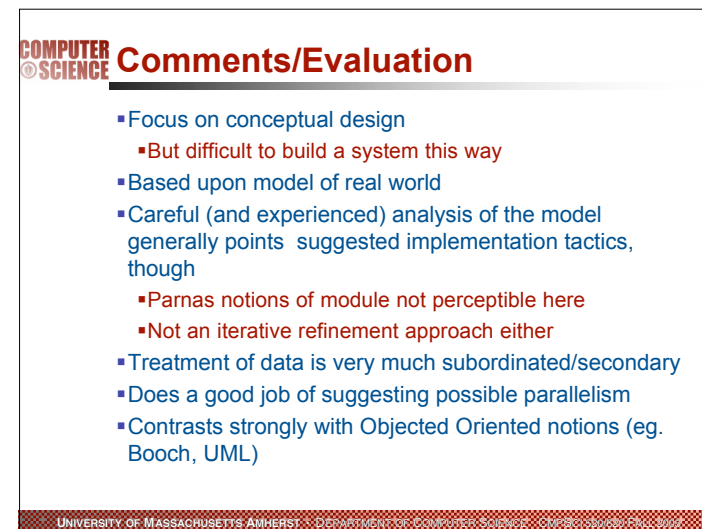 COMPUTER
SCIENCE
Comments/Evaluation
▪Focus on conceptual design
▪But difficult to build a system this way
▪Based upon model of real world
▪Careful (and experienced) analysis of the model
generally points  suggested implementation tactics,
though
▪Parnas notions of module not perceptible here
▪Not an iterative refinement approach either
▪Treatment of data is very much subordinated/secondary
▪Does a good job of suggesting possible parallelism
▪Contrasts strongly with Objected Oriented notions (eg.
Booch, UML)
UNIVERSITY OF MASSACHUSETTS AMHERST • DEPARTMENT OF COMPUTER SCIENCE • CMPSCI 520/620 FALL